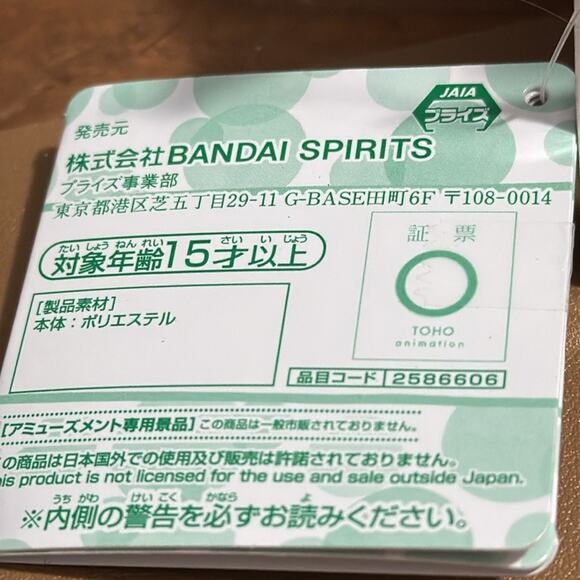 JAIA
プライズ
発売元
株式会社BANDAI SPIRITS
プライズ事業部
東京都港区芝五丁目29-11 G-BASE田町6F 〒108-0014
たいしょうねんれい さいいじょう
対象年齢15才以上
証票
TOHO
animation
[製品素材]
本体：ポリエステル
品目コード 2586606
[アミューズメント専用景品] この商品は一般市販されておりません。
の商品は日本国外での使用及び販売は許諾されておりません。
is product is not licensed for the use and sale outside Japan.
うちがわ けいこく かなら よ
※内側の警告を必ずお読みください。